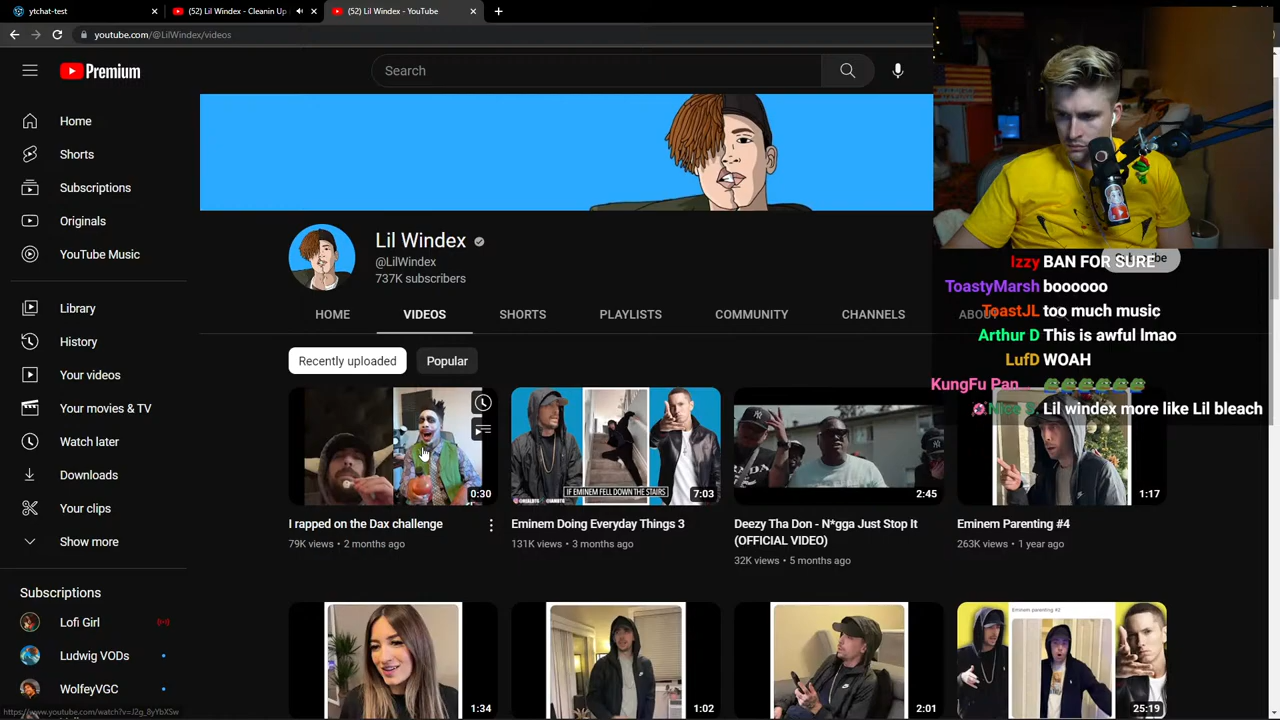 ytchat-test
(52) Lil Windex - Cleanin Up
(52) Lil Windex - YouTube
youtube.com/@LilWindex/videos
Premium
Search
Home
Shorts
Subscriptions
Originals
YouTube Music
Library
History
Your videos
Your movies & TV
Watch later
Downloads
Your clips
Show more
Subscriptions
Lofi Girl
Ludwig VODs
WolfeyVGC
Lil Windex
@LilWindex
737K subscribers
HOME
VIDEOS
SHORTS
PLAYLISTS
COMMUNITY
CHANNELS
ABOUT
Recently uploaded
Popular
Izzy BAN FOR SURE
ToastyMarsh boooooo
ToastJL too much music
Arthur D This is awful lmao
LufD WOAH
KungFu Pan...
Lil windex more like Lil bleach
0:30
IF EMINEM FELL DOWN THE STAIRS
7:03
2:45
1:17
I rapped on the Dax challenge
79K views • 2 months ago
Eminem Doing Everyday Things 3
131K views • 3 months ago
Deezy Tha Don - N*gga Just Stop It
(OFFICIAL VIDEO)
32K views • 5 months ago
Eminem Parenting #4
263K views • 1 year ago
Eminem parenting #2
1:34
1:02
2:01
25:19